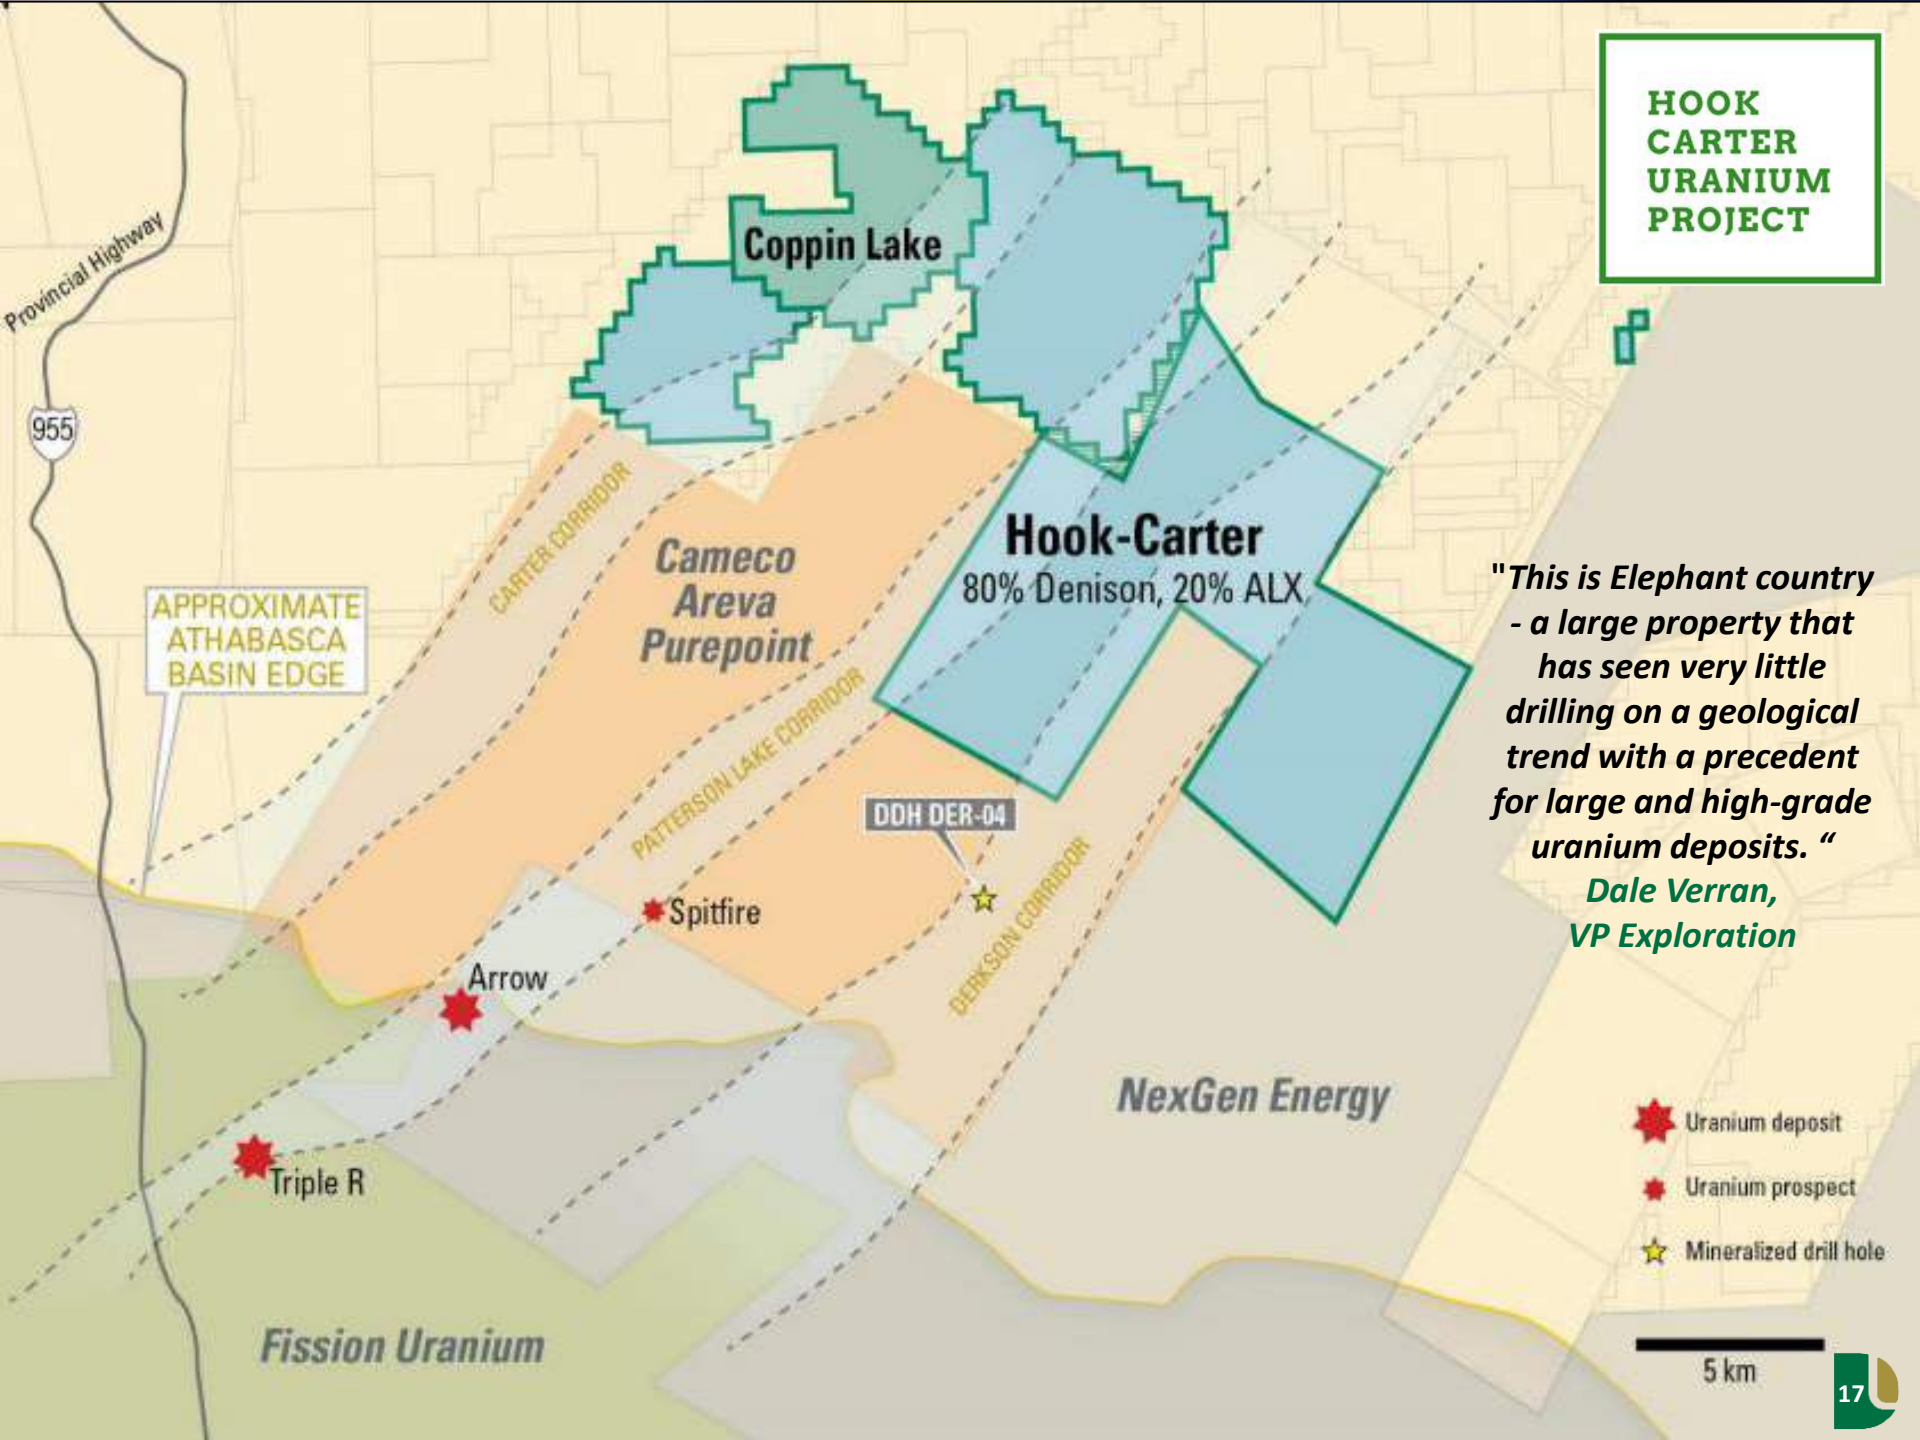 HOOK
CARTER
URANIUM
PROJECT
Coppin Lake
Provincial Highway
955
CARTER CORRIDOR
Cameco
Areva
Purepoint
Hook-Carter
80% Denison, 20% ALX
APPROXIMATE
ATHABASCA
BASIN EDGE
"This is Elephant country
- a large property that
has seen very little
drilling on a geological
trend with a precedent
for large and high-grade
uranium deposits. “
Dale Verran,
VP Exploration
PATTERSON LAKE CORRIDOR
DDH DER-04
DERKSON CORRIDOR
Spitfire
Arrow
Triple R
NexGen Energy
Fission Uranium
Uranium deposit
Uranium prospect
Mineralized drill hole
5 km
17